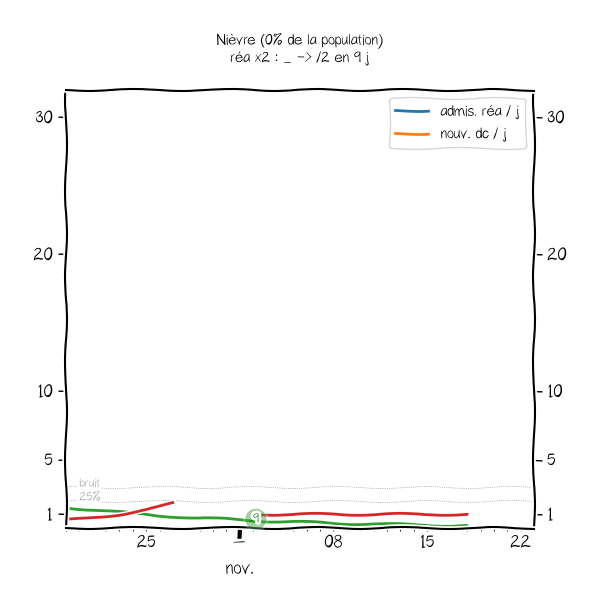 Nièvre (0% de la population)
réa x2 : _ -> /2 en 9 j
admis. réa / j
nouv. dc / j
30
30
20
20
10
10
5
5
bruit
25%
1
1
9
25
1
08
15
22
nov.